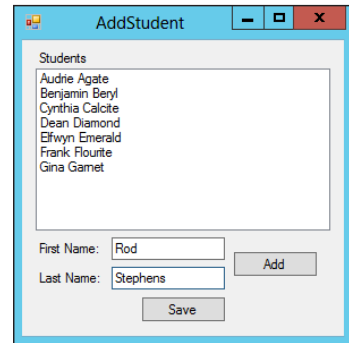 AddStudent
Students
Audrie Agate
Benjamin Beryl
Cynthia Calcite
Dean Diamond
Elfwyn Emerald
Frank Flourite
Gina Garnet
First Name: Rod
Add
Last Name: Stephens
Save